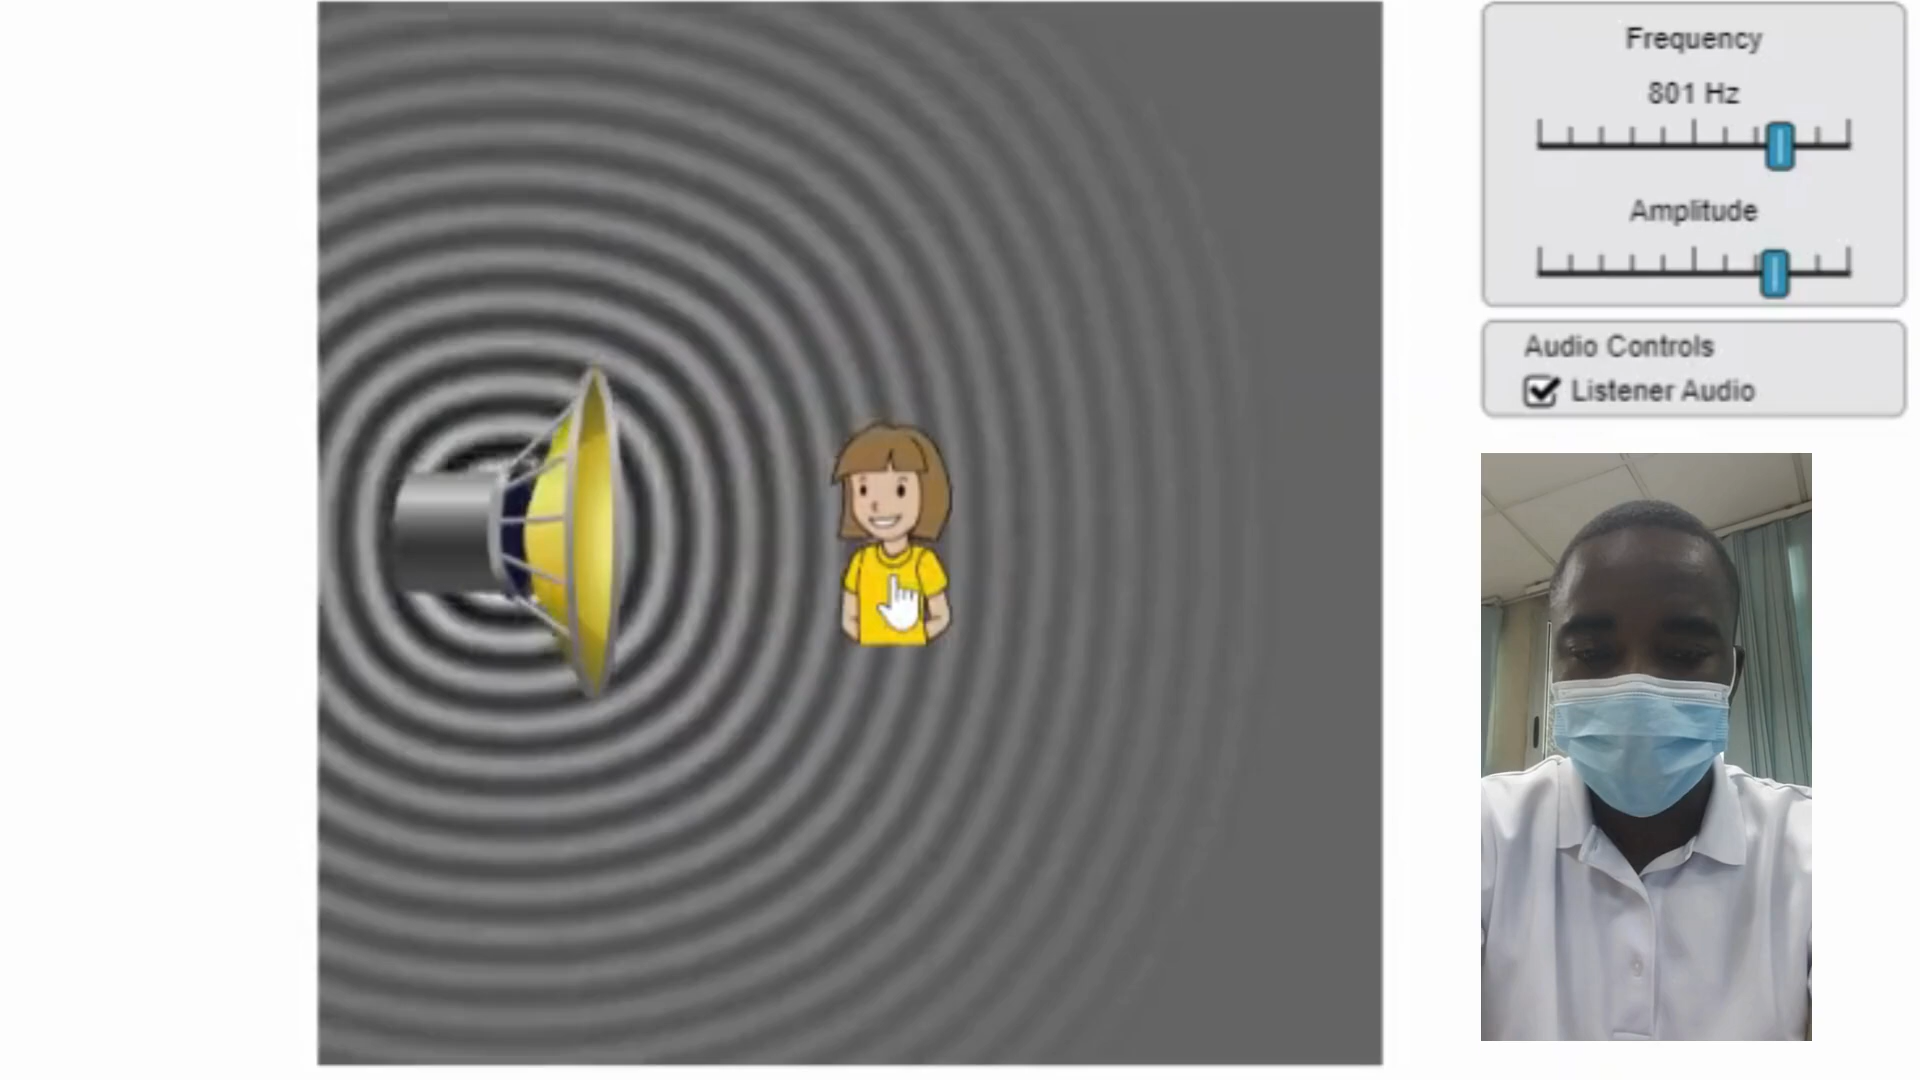 Frequency
801 Hz
Amplitude
Audio Controls
Listener Audio